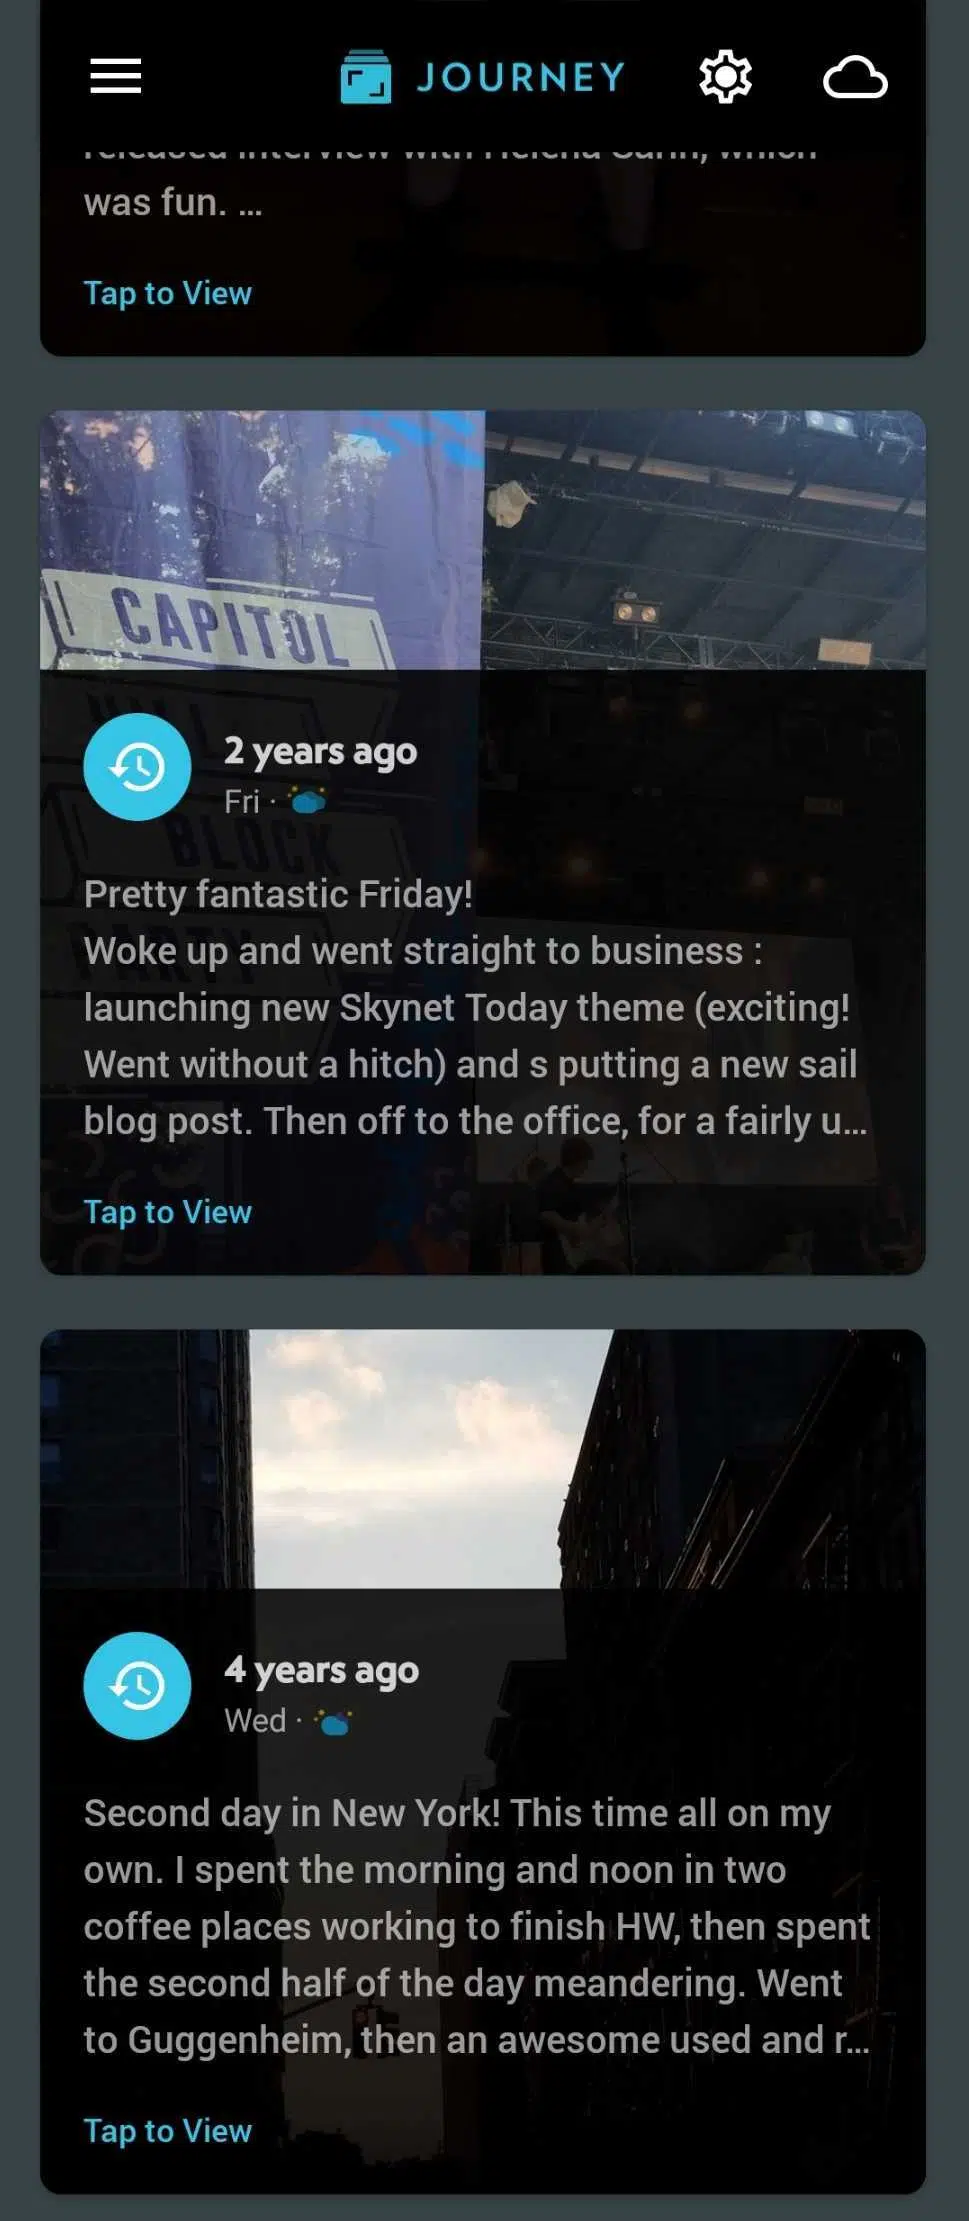 JOURNEY
released interview with Helena Sarin, which
was fun. ...
Tap to View
CAPITOL
HILL
BLOCK
PARTY
2 years ago
Fri ·
Pretty fantastic Friday!
Woke up and went straight to business :
launching new Skynet Today theme (exciting!
Went without a hitch) and s putting a new sail
blog post. Then off to the office, for a fairly u...
Tap to View
4 years ago
Wed ·
Second day in New York! This time all on my
own. I spent the morning and noon in two
coffee places working to finish HW, then spent
the second half of the day meandering. Went
to Guggenheim, then an awesome used and r...
Tap to View